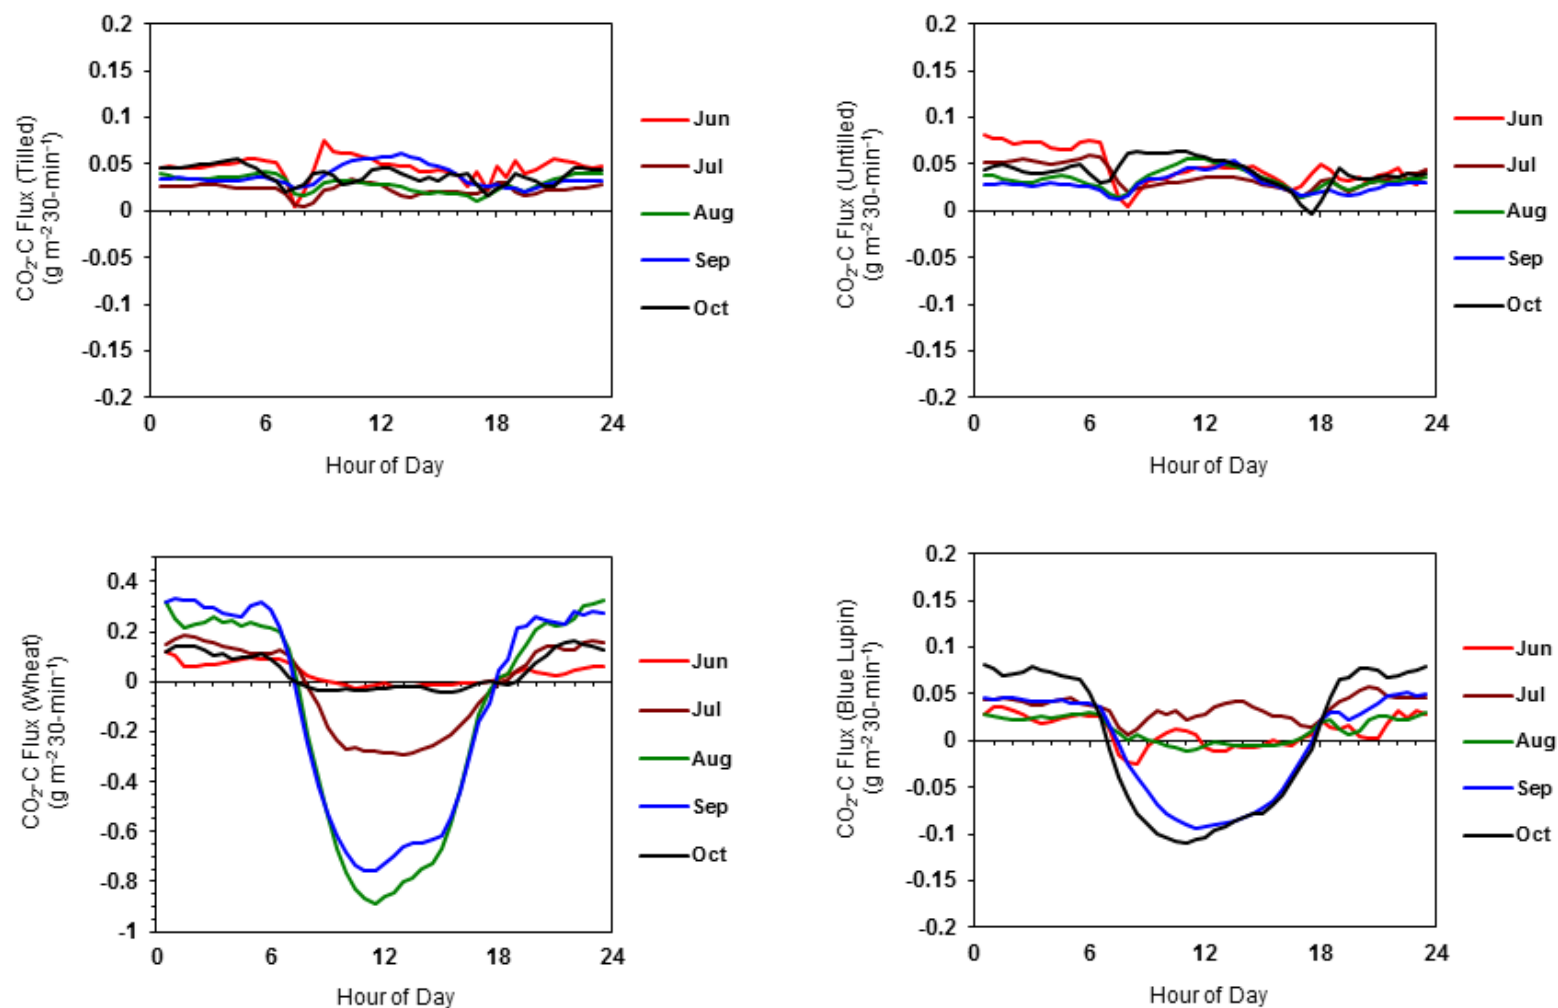 CO₂-C Flux (Tilled)
(g m⁻² 30-min⁻¹)
0.2
0.15
0.1
0.05
0
-0.05
-0.1
-0.15
-0.2
0 6 12 18 24
Hour of Day
Jun
Jul
Aug
Sep
Oct
CO₂-C Flux (Untilled)
(g m⁻² 30-min⁻¹)
0.2
0.15
0.1
0.05
0
-0.05
-0.1
-0.15
-0.2
0 6 12 18 24
Hour of Day
Jun
Jul
Aug
Sep
Oct
CO₂-C Flux (Wheat)
(g m⁻² 30-min⁻¹)
0.4
0.2
0
-0.2
-0.4
-0.6
-0.8
-1
0 6 12 18 24
Hour of Day
Jun
Jul
Aug
Sep
Oct
CO₂-C Flux (Blue Lupin)
(g m⁻² 30-min⁻¹)
0.2
0.15
0.1
0.05
0
-0.05
-0.1
-0.15
-0.2
0 6 12 18 24
Hour of Day
Jun
Jul
Aug
Sep
Oct